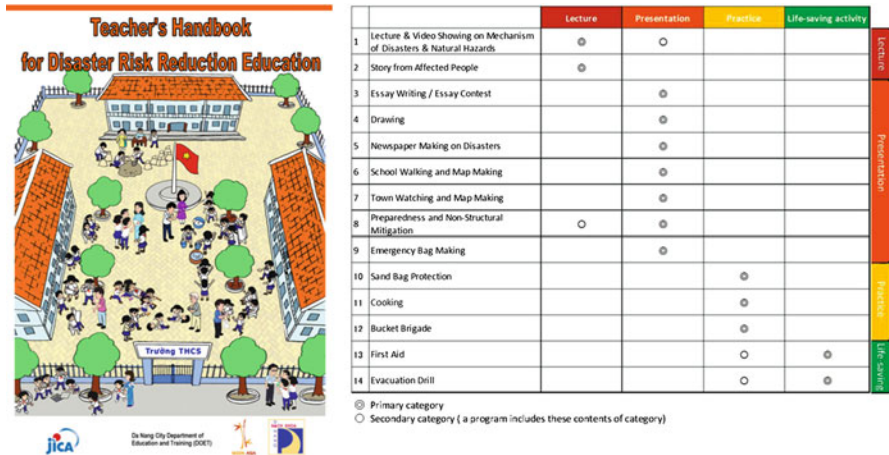 Teacher's Handbook
for Disaster Risk Reduction Education
Trường THCS
jICA
Da Nang City Department of
Education and Training (DOET)
Lecture Presentation Practice Life-saving activity
1 Lecture & Video Showing on Mechanism
of Disasters & Natural Hazards ◎ ○
2 Story from Affected People ◎
3 Essay Writing / Essay Contest ◎
4 Drawing ◎
5 Newspaper Making on Disasters ◎
6 School Walking and Map Making ◎
7 Town Watching and Map Making ◎
8 Preparedness and Non-Structural
Mitigation ○ ◎
9 Emergency Bag Making ◎
10 Sand Bag Protection ◎
11 Cooking ◎
12 Bucket Brigade ◎
13 First Aid ○ ◎
14 Evacuation Drill ○ ◎
Lecture
Presentation
Practice
Life-saving
◎ Primary category
○ Secondary category ( a program includes these contents of category)